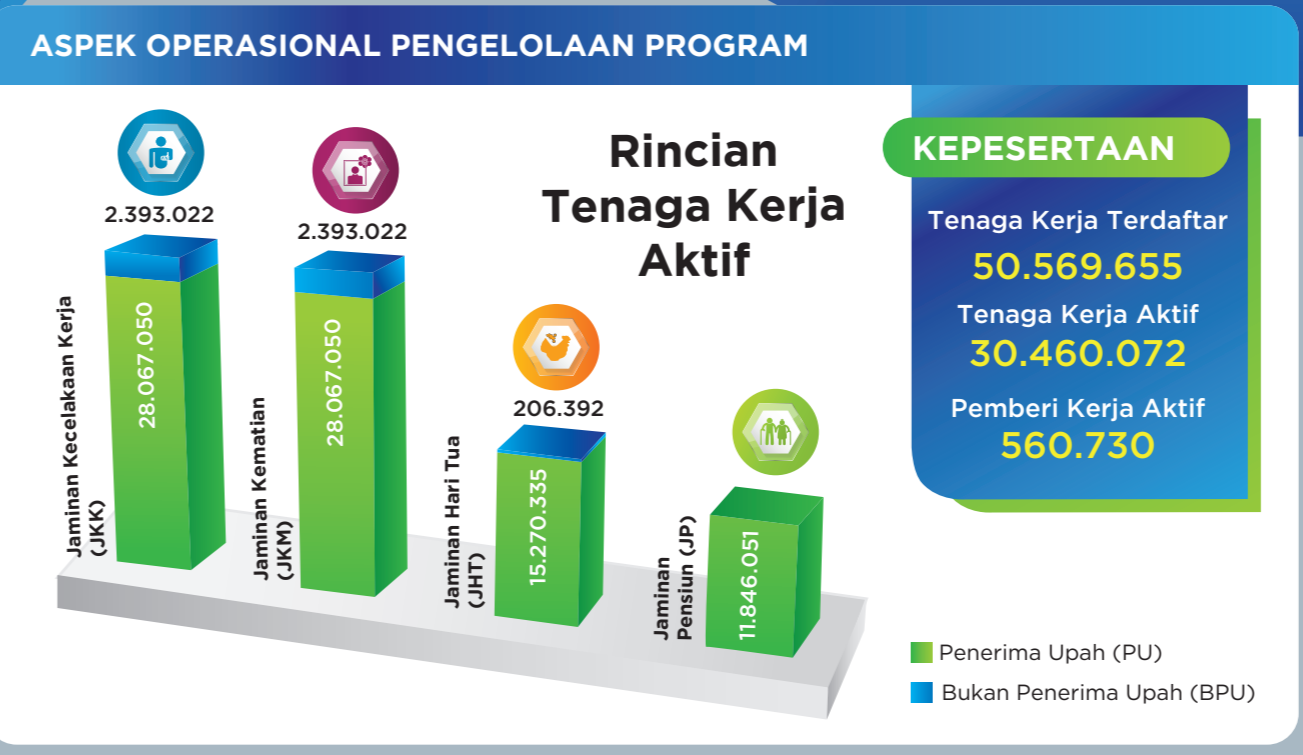 ASPEK OPERASIONAL PENGELOLAAN PROGRAM
Rincian
Tenaga Kerja
Aktif
2.393.022
28.067.050
Jaminan Kecelakaan Kerja
(JKK)
2.393.022
28.067.050
Jaminan Kematian
(JKM)
206.392
15.270.335
Jaminan Hari Tua
(JHT)
11.846.051
Jaminan
Pensiun (JP)
KEPESERTAAN
Tenaga Kerja Terdaftar
50.569.655
Tenaga Kerja Aktif
30.460.072
Pemberi Kerja Aktif
560.730
Penerima Upah (PU)
Bukan Penerima Upah (BPU)